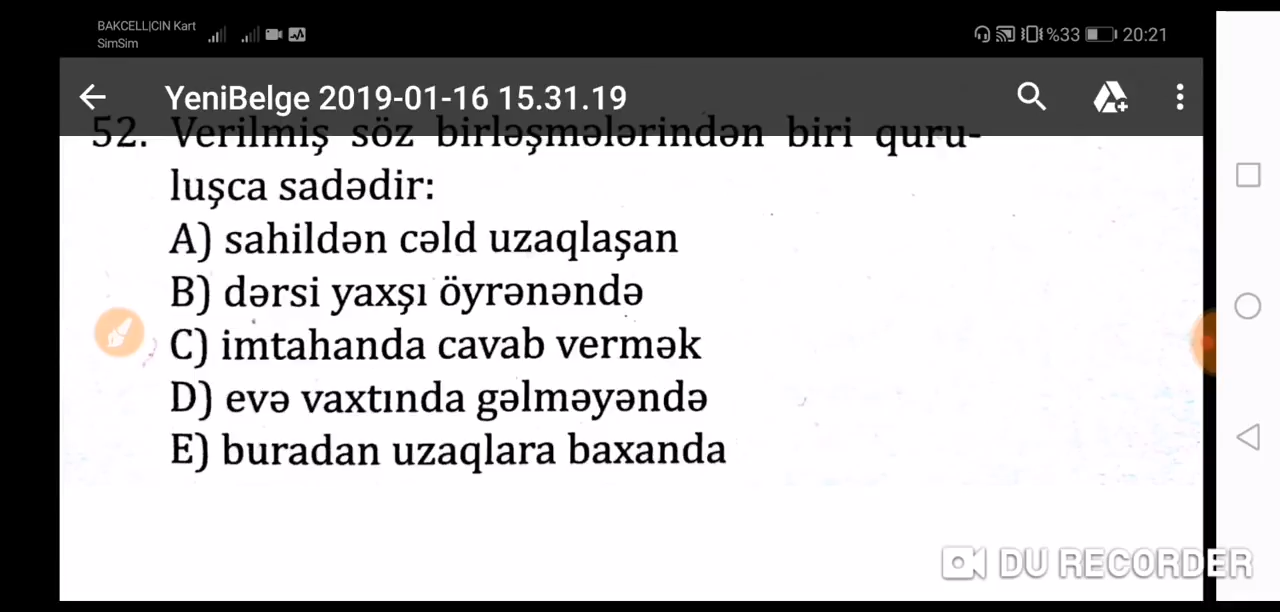 BAKCELL|CIN Kart
SimSim
%33 20:21
YeniBelge 2019-01-16 15.31.19
52. Verilmiş söz birləşmələrindən biri quru-
luşca sadədir:
A) sahildən cəld uzaqlaşan
B) dərsi yaxşı öyrənəndə
C) imtahanda cavab vermək
D) evə vaxtında gəlməyəndə
E) buradan uzaqlara baxanda
DU RECORDER